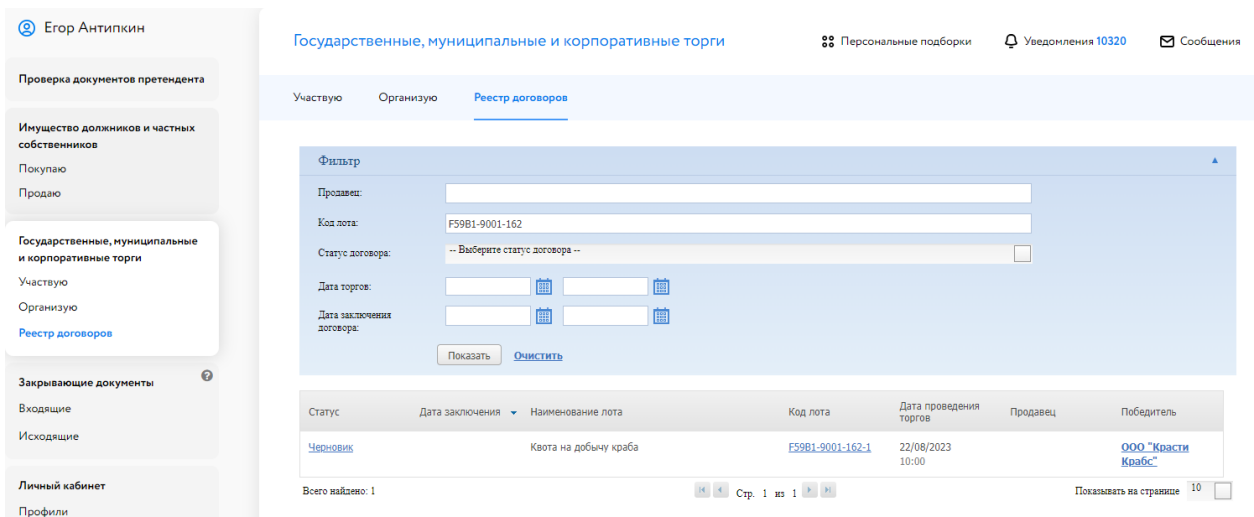 Егор Антипкин
Проверка документов претендента
Имущество должников и частных
собственников
Покупаю
Продаю
Государственные, муниципальные
и корпоративные торги
Участвую
Организую
Реестр договоров
Закрывающие документы ?
Входящие
Исходящие
Личный кабинет
Профили
Государственные, муниципальные и корпоративные торги
Персональные подборки
Уведомления 10320
Сообщения
Участвую Организую Реестр договоров
Фильтр
Продавец:
Код лота: F59B1-9001-162
Статус договора: -- Выберите статус договора --
Дата торгов:
Дата заключения
договора:
Показать Очистить
Статус Дата заключения Наименование лота Код лота Дата проведения
торгов Продавец Победитель
Черновик Квота на добычу краба F59B1-9001-162-1 22/08/2023
10:00
ООО "Красти
Крабс"
Всего найдено: 1 Стр. 1 из 1 Показывать на странице 10